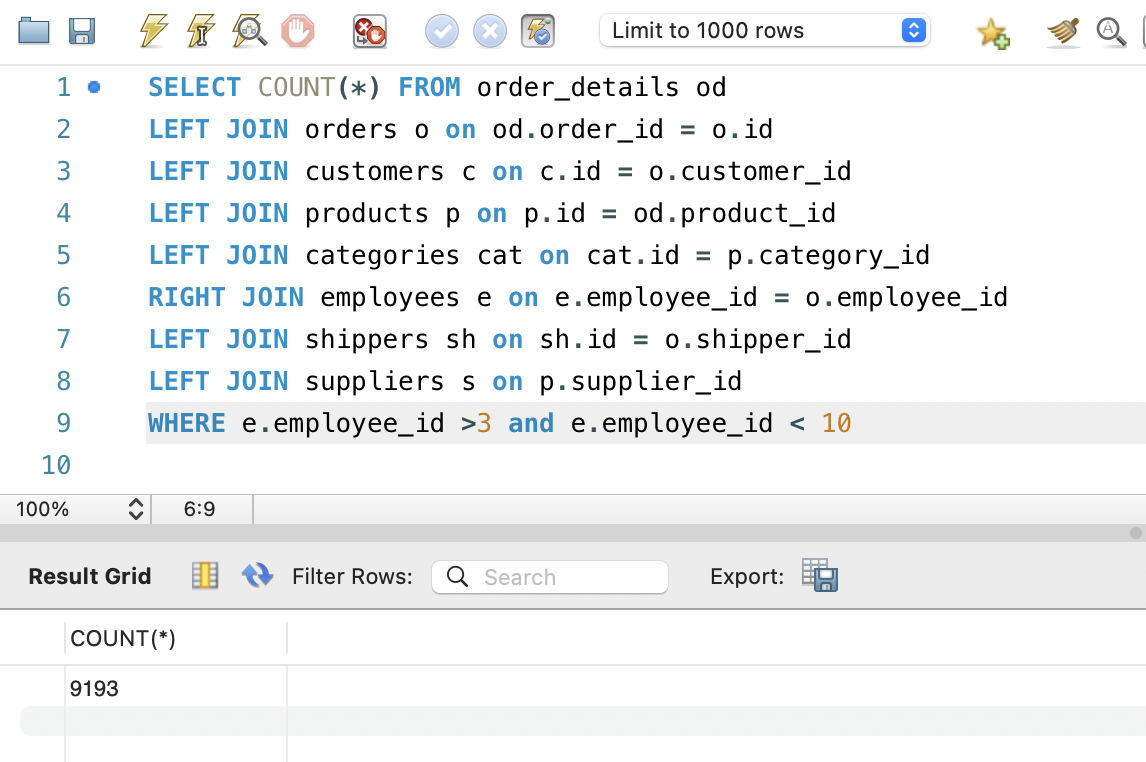 Limit to 1000 rows
1 SELECT COUNT(*) FROM order_details od
2 LEFT JOIN orders o on od.order_id = o.id
3 LEFT JOIN customers c on c.id = o.customer_id
4 LEFT JOIN products p on p.id = od.product_id
5 LEFT JOIN categories cat on cat.id = p.category_id
6 RIGHT JOIN employees e on e.employee_id = o.employee_id
7 LEFT JOIN shippers sh on sh.id = o.shipper_id
8 LEFT JOIN suppliers s on p.supplier_id
9 WHERE e.employee_id >3 and e.employee_id < 10
10
100% 6:9
Result Grid Filter Rows: Search Export:
COUNT(*)
9193